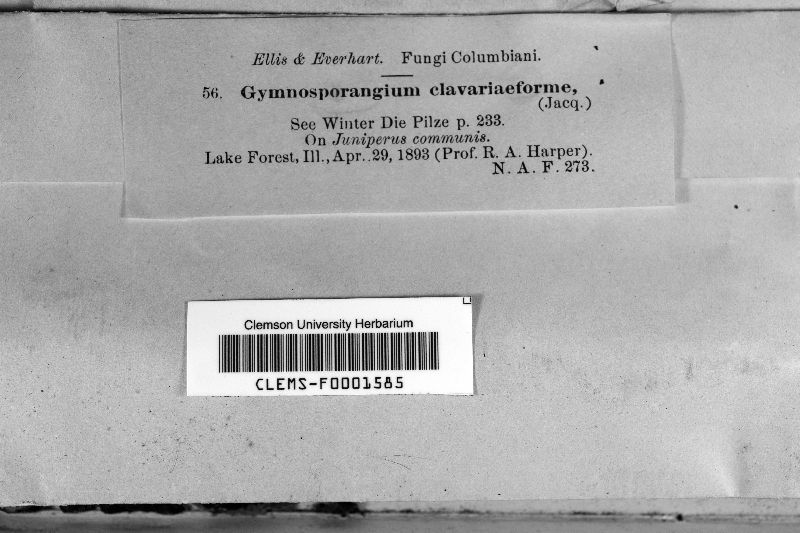 Ellis & Everhart. Fungi Columbiani.
56. Gymnosporangium clavariaeforme,
(Jacq.)
See Winter Die Pilze p. 233.
On Juniperus communis.
Lake Forest, Ill., Apr. 29, 1893 (Prof. R. A. Harper).
N. A. F. 273.
Clemson University Herbarium
CLEMS-F0001585